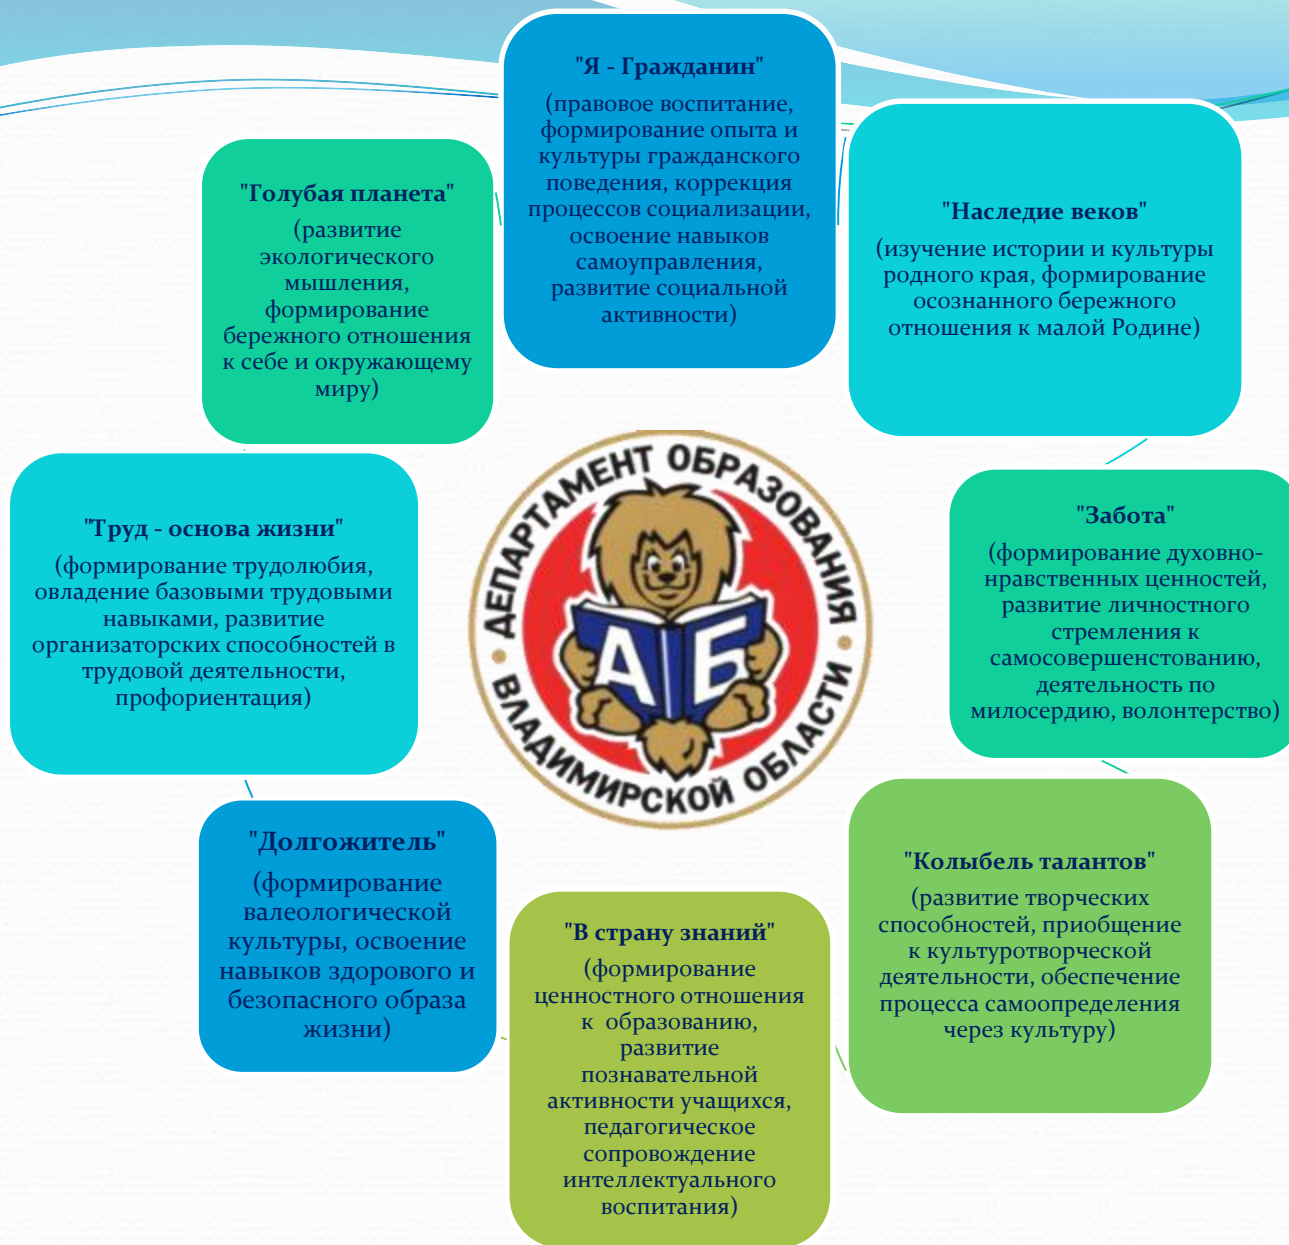 "Я - Гражданин"
(правовое воспитание,
формирование опыта и
культуры гражданского
поведения, коррекция
процессов социализации,
освоение навыков
самоуправления,
развитие социальной
активности)
"Наследие веков"
(изучение истории и культуры
родного края, формирование
осознанного бережного
отношения к малой Родине)
"Забота"
(формирование духовно-
нравственных ценностей,
развитие личностного
стремления к
самосовершенстованию,
деятельность по
милосердию, волонтерство)
"Колыбель талантов"
(развитие творческих
способностей, приобщение
к культуротворческой
деятельности, обеспечение
процесса самоопределения
через культуру)
"В страну знаний"
(формирование
ценностного отношения
к образованию,
развитие
познавательной
активности учащихся,
педагогическое
сопровождение
интеллектуального
воспитания)
"Долгожитель"
(формирование
валеологической
культуры, освоение
навыков здорового и
безопасного образа
жизни)
"Труд - основа жизни"
(формирование трудолюбия,
овладение базовыми трудовыми
навыками, развитие
организаторских способностей в
трудовой деятельности,
профориентация)
"Голубая планета"
(развитие
экологического
мышления,
формирование
бережного отношения
к себе и окружающему
миру)
ДЕПАРТАМЕНТ ОБРАЗОВАНИЯ
ВЛАДИМИРСКОЙ ОБЛАСТИ
АБ